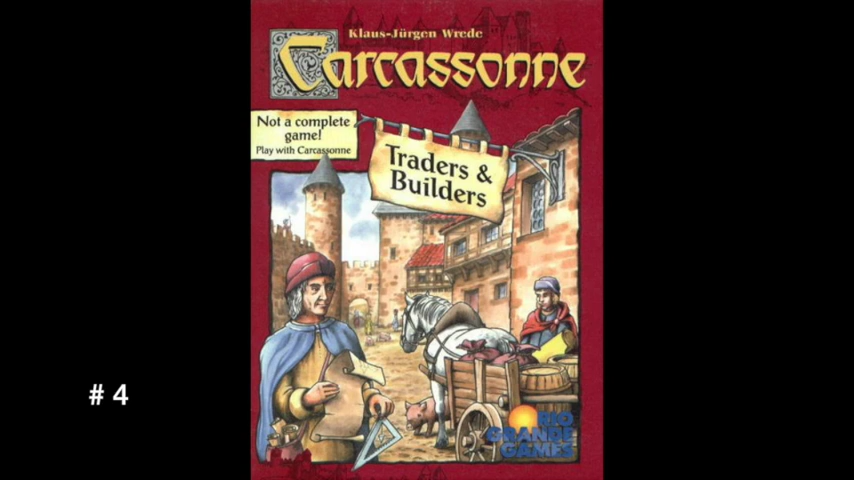 Klaus-Jürgen Wrede
Carcassonne
Not a complete
game!
Play with Carcassonne
Traders &
Builders
# 4
RIO
GRANDE
GAMES